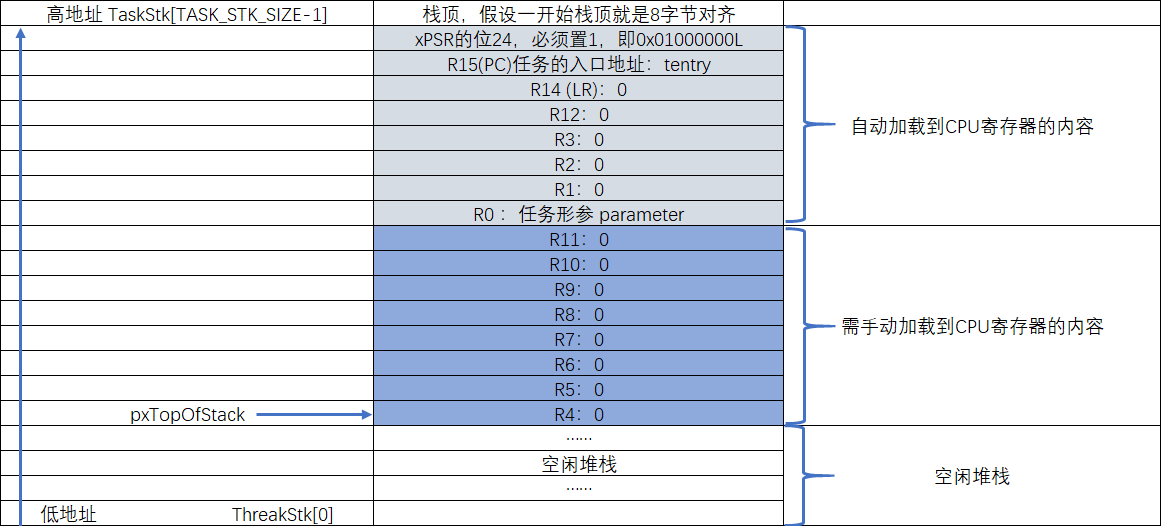 高地址 TaskStk[TASK_STK_SIZE-1]
栈顶，假设一开始栈顶就是8字节对齐
xPSR的位24，必须置1，即0x01000000L
R15(PC)任务的入口地址：tentry
R14 (LR)：0
R12：0
R3：0
R2：0
R1：0
R0 ：任务形参 parameter
自动加载到CPU寄存器的内容
R11：0
R10：0
R9：0
R8：0
R7：0
R6：0
R5：0
R4：0
需手动加载到CPU寄存器的内容
pxTopOfStack
……
空闲堆栈
……
空闲堆栈
低地址 ThreakStk[0]